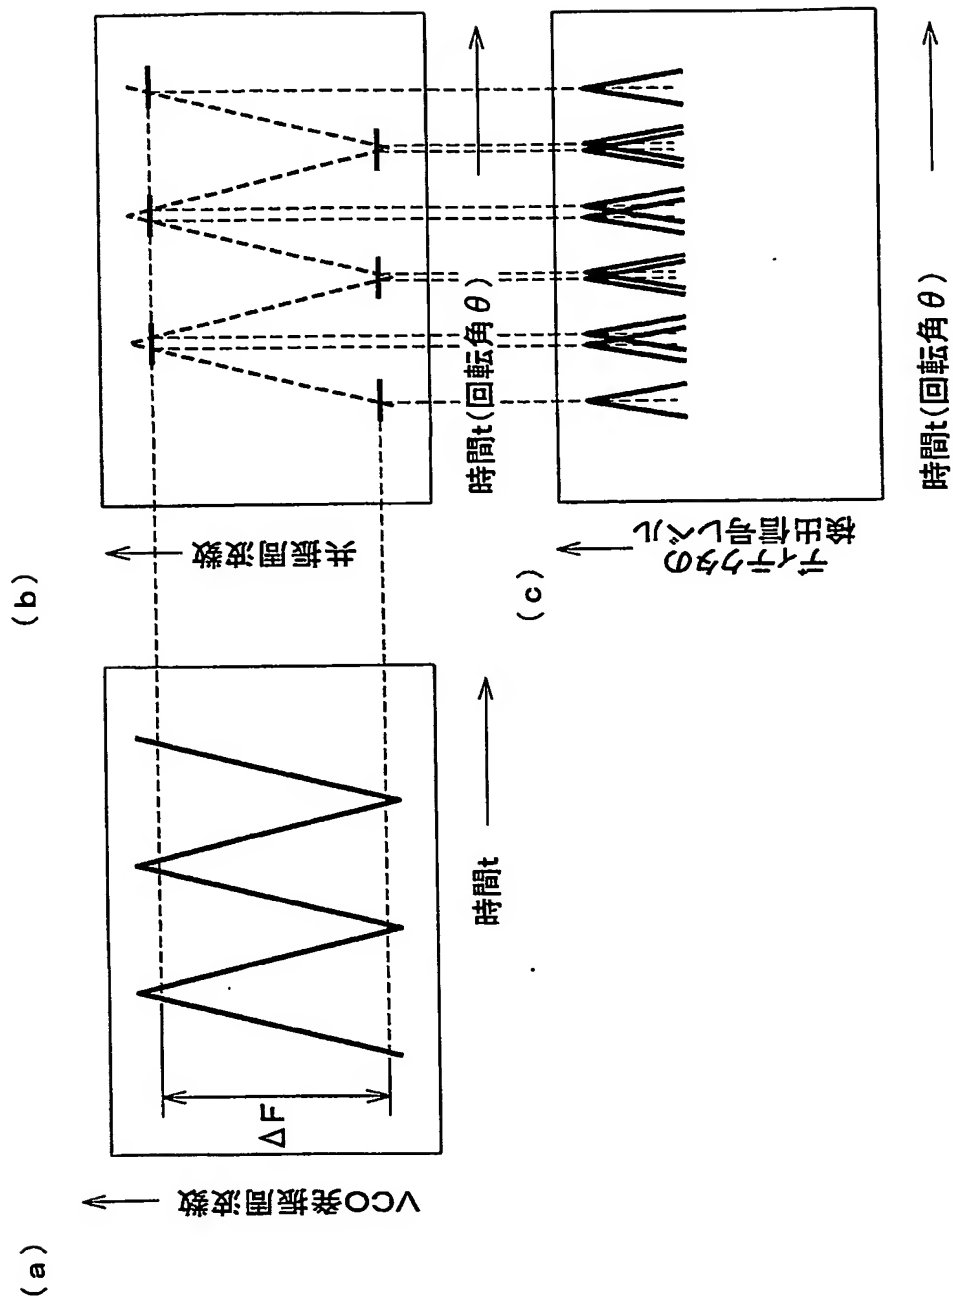 (a)
VCO発振周波数
ΔF
時間t
(b)
共振周波数
時間t(回転角θ)
(c)
ディテクタの
検出信号レベル
時間t(回転角θ)